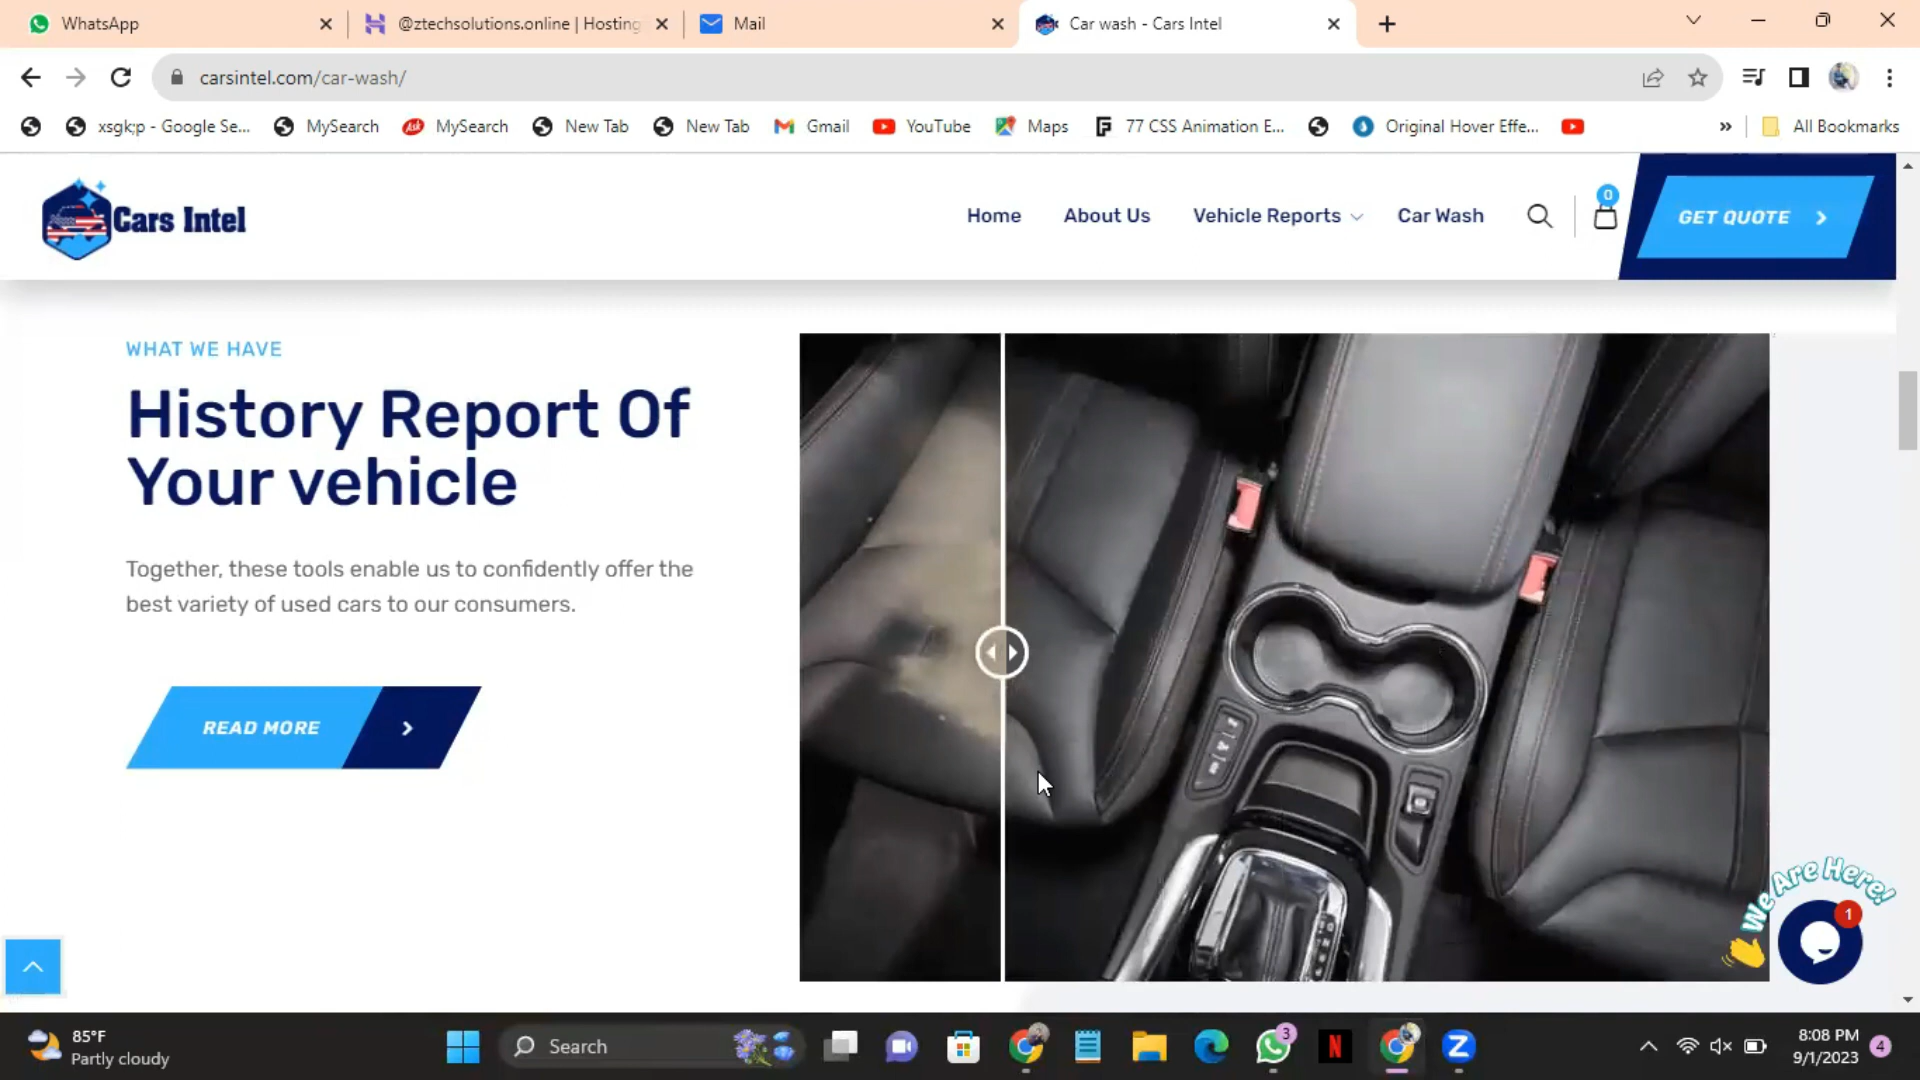 WhatsApp
@ztechsolutions.online | Hosting
Mail
Car wash - Cars Intel
carsintel.com/car-wash/
xsgk;p - Google Se...
MySearch
Ask
MySearch
New Tab
New Tab
Gmail
YouTube
Maps
77 CSS Animation E...
Original Hover Effe...
»
All Bookmarks
Cars Intel
Home
About Us
Vehicle Reports
Car Wash
0
GET QUOTE
WHAT WE HAVE
History Report Of
Your vehicle
Together, these tools enable us to confidently offer the
best variety of used cars to our consumers.
READ MORE
We Are Here!
1
85°F
Partly cloudy
Search
3
N
Z
8:08 PM
9/1/2023
4